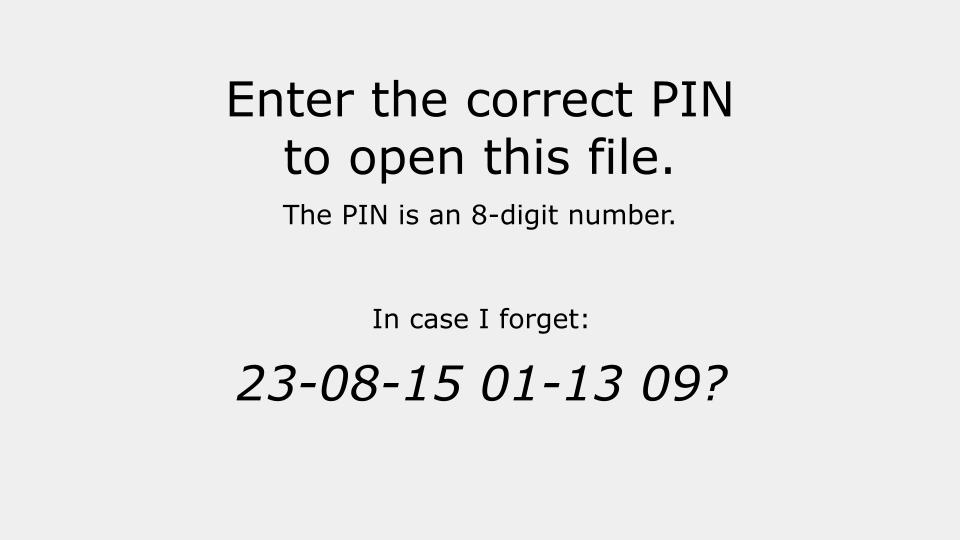 Enter the correct PIN
to open this file.
The PIN is an 8-digit number.
In case I forget:
23-08-15 01-13 09?